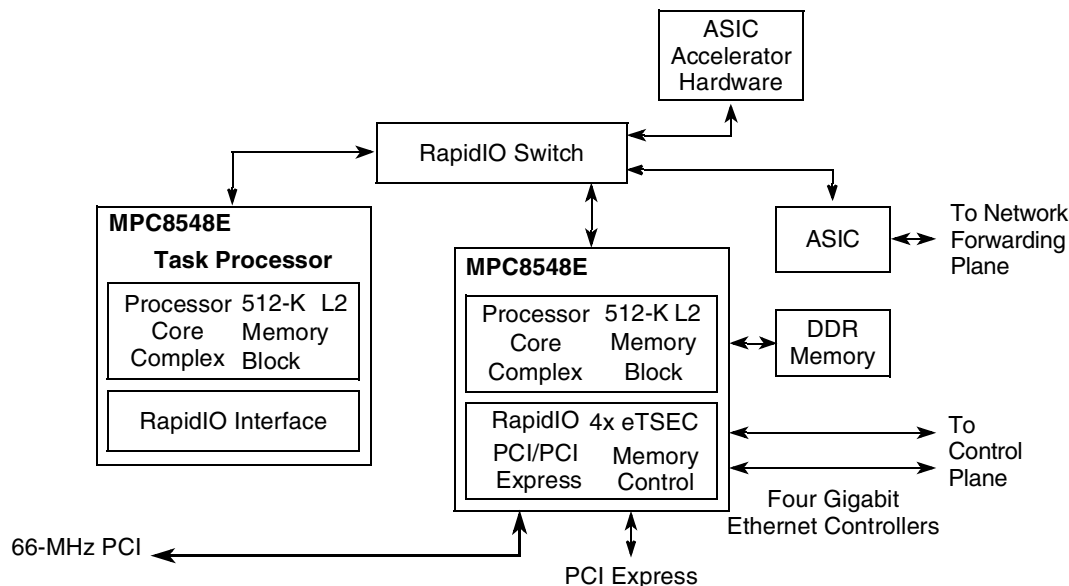 ASIC
Accelerator
Hardware
RapidIO Switch
MPC8548E
Task Processor
Processor 512-K L2
Core Memory
Complex Block
RapidIO Interface
MPC8548E
Processor 512-K L2
Core Memory
Complex Block
RapidIO 4x eTSEC
PCI/PCI Memory
Express Control
ASIC
To Network
Forwarding
Plane
DDR
Memory
To
Control
Plane
Four Gigabit
Ethernet Controllers
66-MHz PCI
PCI Express